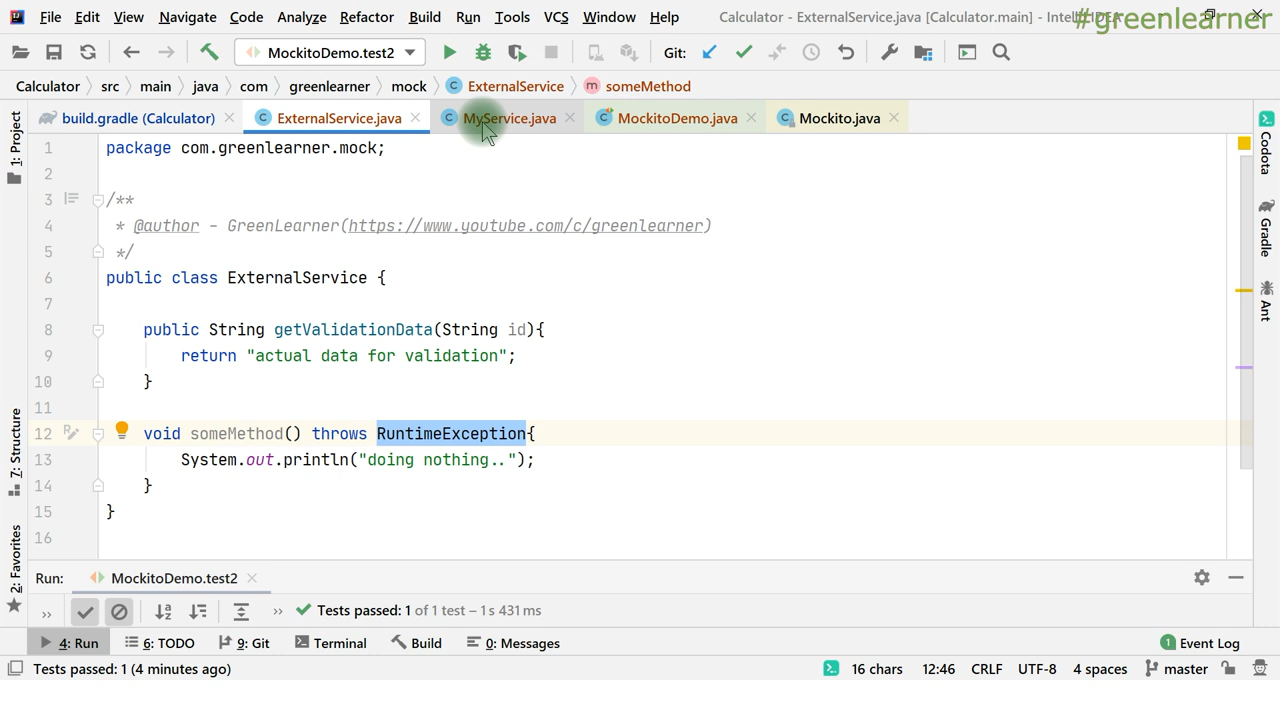 File Edit View Navigate Code Analyze Refactor Build Run Tools VCS Window Help Calculator - ExternalService.java [Calculator.main] - IntelliJ IDEA
#greenlearner
MockitoDemo.test2 Git:
Calculator src main java com greenlearner mock ExternalService someMethod
build.gradle (Calculator) ExternalService.java MyService.java MockitoDemo.java Mockito.java
1 package com.greenlearner.mock;
2
3 /**
4 * @author - GreenLearner(https://www.youtube.com/c/greenlearner)
5 */
6 public class ExternalService {
7
8 public String getValidationData(String id){
9 return "actual data for validation";
10 }
11
12 void someMethod() throws RuntimeException{
13 System.out.println("doing nothing..");
14 }
15 }
16
1: Project
7: Structure
2: Favorites
Codota
Gradle
Ant
Run: MockitoDemo.test2
Tests passed: 1 of 1 test – 1 s 431 ms
4: Run 6: TODO 9: Git Terminal Build 0: Messages 1 Event Log
Tests passed: 1 (4 minutes ago) 16 chars 12:46 CRLF UTF-8 4 spaces master